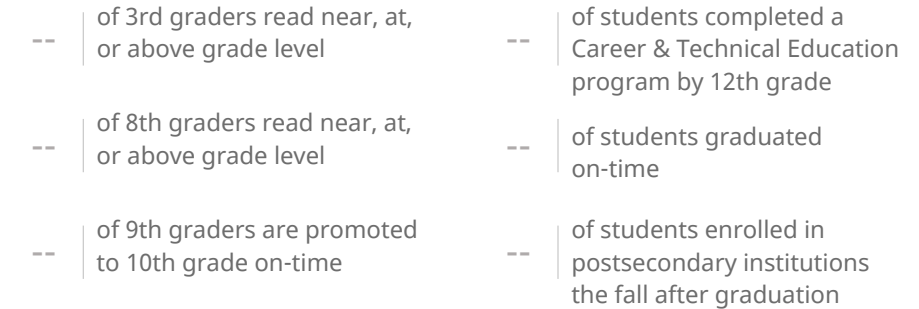 -- of 3rd graders read near, at,
or above grade level
-- of 8th graders read near, at,
or above grade level
-- of 9th graders are promoted
to 10th grade on-time
-- of students completed a
Career & Technical Education
program by 12th grade
-- of students graduated
on-time
-- of students enrolled in
postsecondary institutions
the fall after graduation